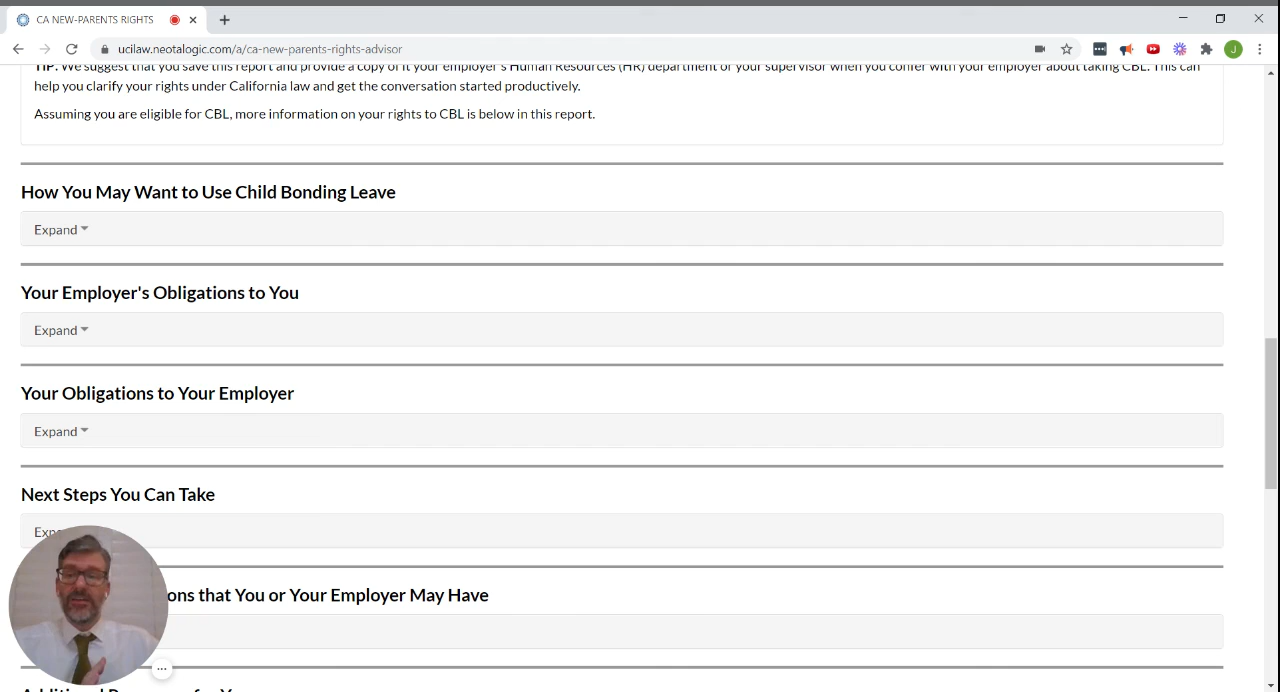 CA NEW-PARENTS RIGHTS
ucilaw.neotalogic.com/a/ca-new-parents-rights-advisor
J
TIP: We suggest that you save this report and provide a copy of it your employer's Human Resources (HR) department or your supervisor when you confer with your employer about taking CBL. This can
help you clarify your rights under California law and get the conversation started productively.
Assuming you are eligible for CBL, more information on your rights to CBL is below in this report.
How You May Want to Use Child Bonding Leave
Expand
Your Employer's Obligations to You
Expand
Your Obligations to Your Employer
Expand
Next Steps You Can Take
that You or Your Employer May Have